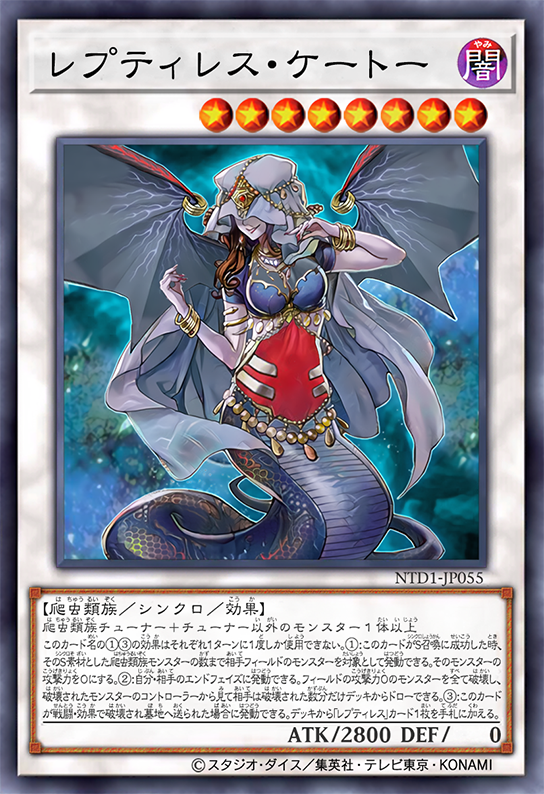 レプティレス・ケートー
やみ
闇
NTD1-JP055
【爬虫類族/シンクロ/効果】
爬虫類族チューナー+チューナー以外のモンスター1体以上
このカード名の①③の効果はそれぞれ1ターンに1度しか使用できない。①:このカードがS召喚に成功した時、
そのS素材とした爬虫類族モンスターの数まで相手フィールドのモンスターを対象として発動できる。そのモンスターの
攻撃力を0にする。②:自分・相手のエンドフェイズに発動できる。フィールドの攻撃力0のモンスターを全て破壊し、
破壊されたモンスターのコントローラーから見て相手は破壊された数分だけデッキからドローできる。③:このカード
が戦闘・効果で破壊され墓地へ送られた場合に発動できる。デッキから「レプティレス」カード1枚を手札に加える。
ATK/2800 DEF/ 0
©スタジオ・ダイス/集英社・テレビ東京・KONAMI